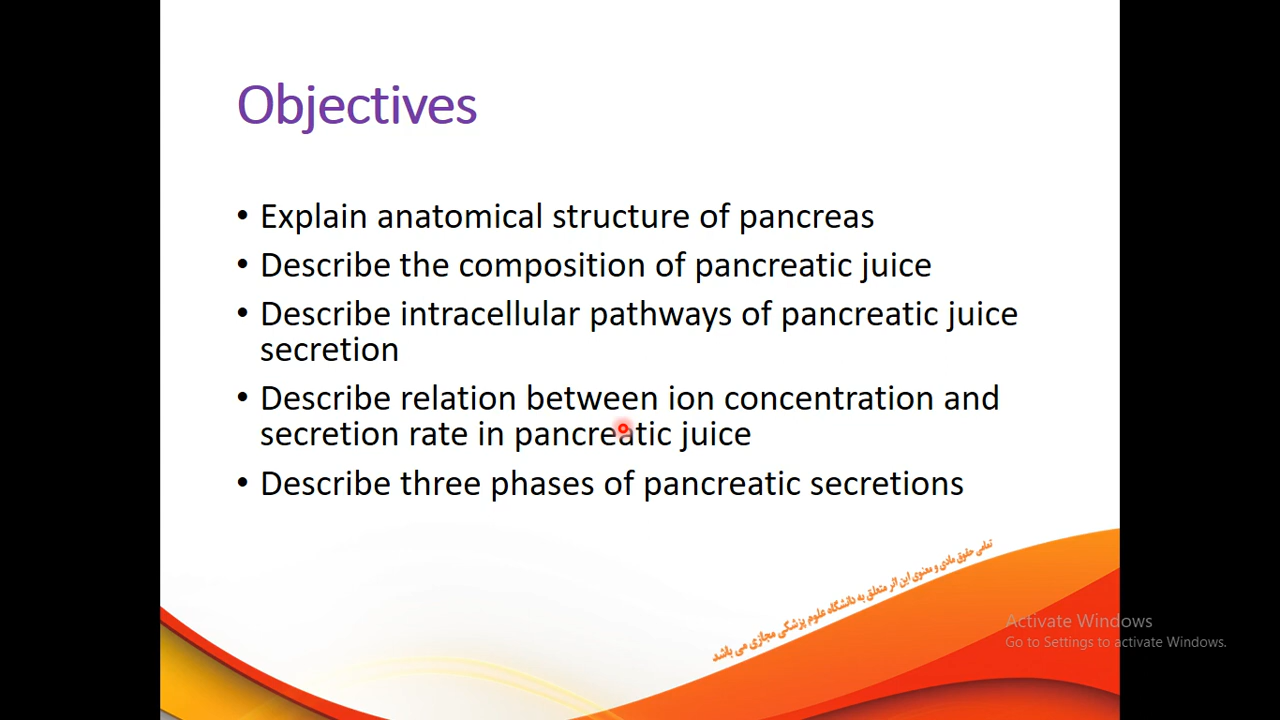 Objectives
• Explain anatomical structure of pancreas
• Describe the composition of pancreatic juice
• Describe intracellular pathways of pancreatic juice
secretion
• Describe relation between ion concentration and
secretion rate in pancreatic juice
• Describe three phases of pancreatic secretions
تمامی حقوق مادی و معنوی این اثر متعلق به دانشگاه علوم پزشکی مجازی می باشد
Activate Windows
Go to Settings to activate Windows.